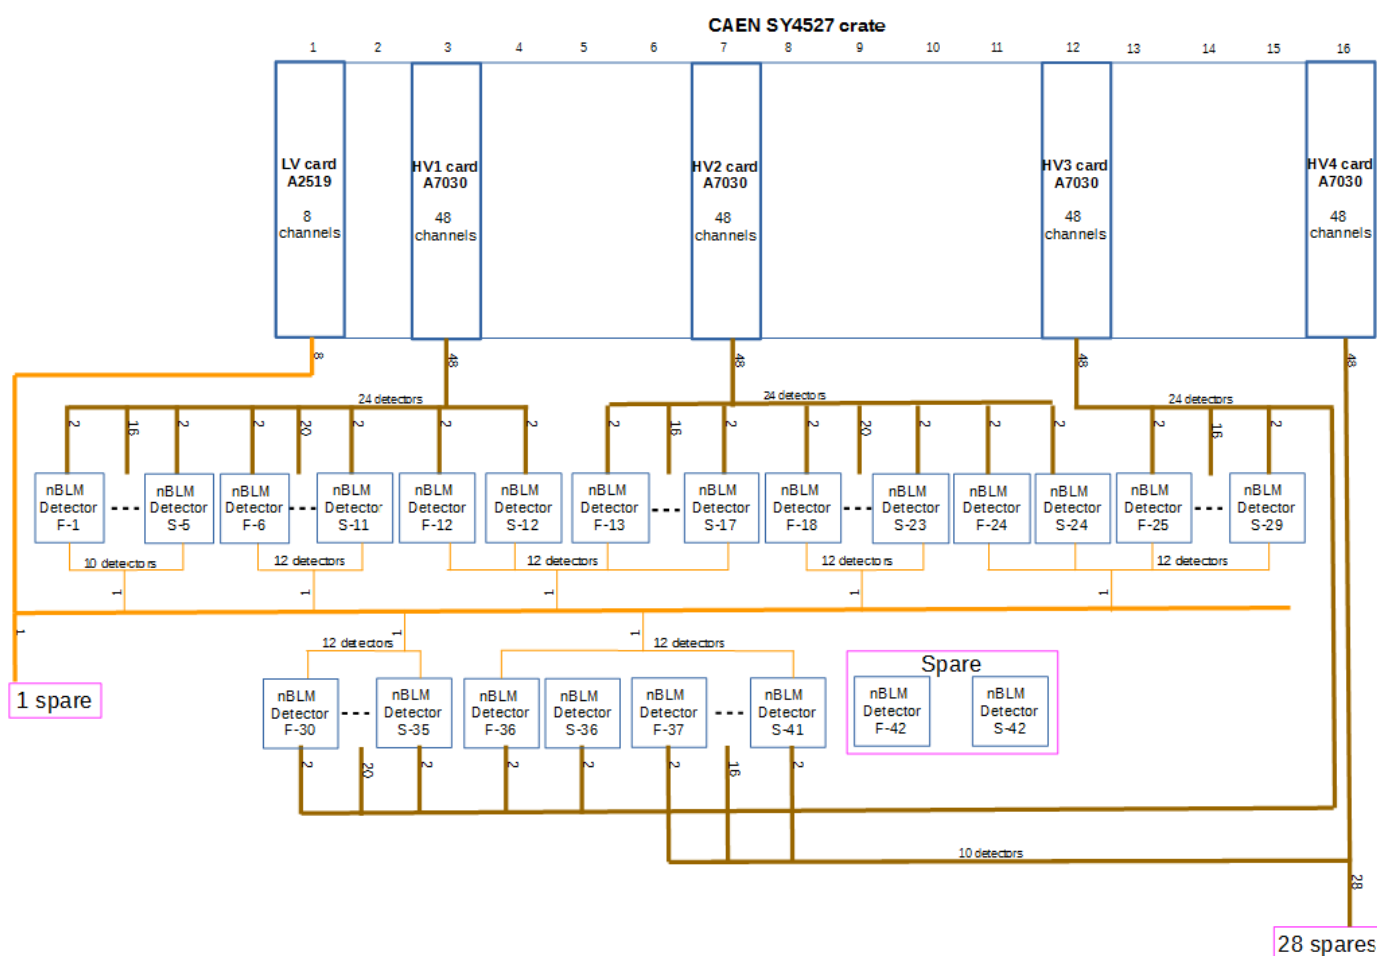 CAEN SY4527 crate
1 2 3 4 5 6 7 8 9 10 11 12 13 14 15 16
LV card
A2519
8
channels
HV1 card
A7030
48
channels
HV2 card
A7030
48
channels
HV3 card
A7030
48
channels
HV4 card
A7030
48
channels
8 48 48 48 48
24 detectors 24 detectors 24 detectors
2 16 2 2 20 2 2 2 2 16 2 2 20 2 2 2 2 16 2
nBLM
Detector
F-1
nBLM
Detector
S-5
nBLM
Detector
F-6
nBLM
Detector
S-11
nBLM
Detector
F-12
nBLM
Detector
S-12
nBLM
Detector
F-13
nBLM
Detector
S-17
nBLM
Detector
F-18
nBLM
Detector
S-23
nBLM
Detector
F-24
nBLM
Detector
S-24
nBLM
Detector
F-25
nBLM
Detector
S-29
10 detectors 12 detectors 12 detectors 12 detectors 12 detectors
1 1 1 1 1
1 1 1
12 detectors 12 detectors
1 spare
nBLM
Detector
F-30
nBLM
Detector
S-35
nBLM
Detector
F-36
nBLM
Detector
S-36
nBLM
Detector
F-37
nBLM
Detector
S-41
Spare
nBLM
Detector
F-42
nBLM
Detector
S-42
2 20 2 2 2 2 16 2
10 detectors
28
28 spares